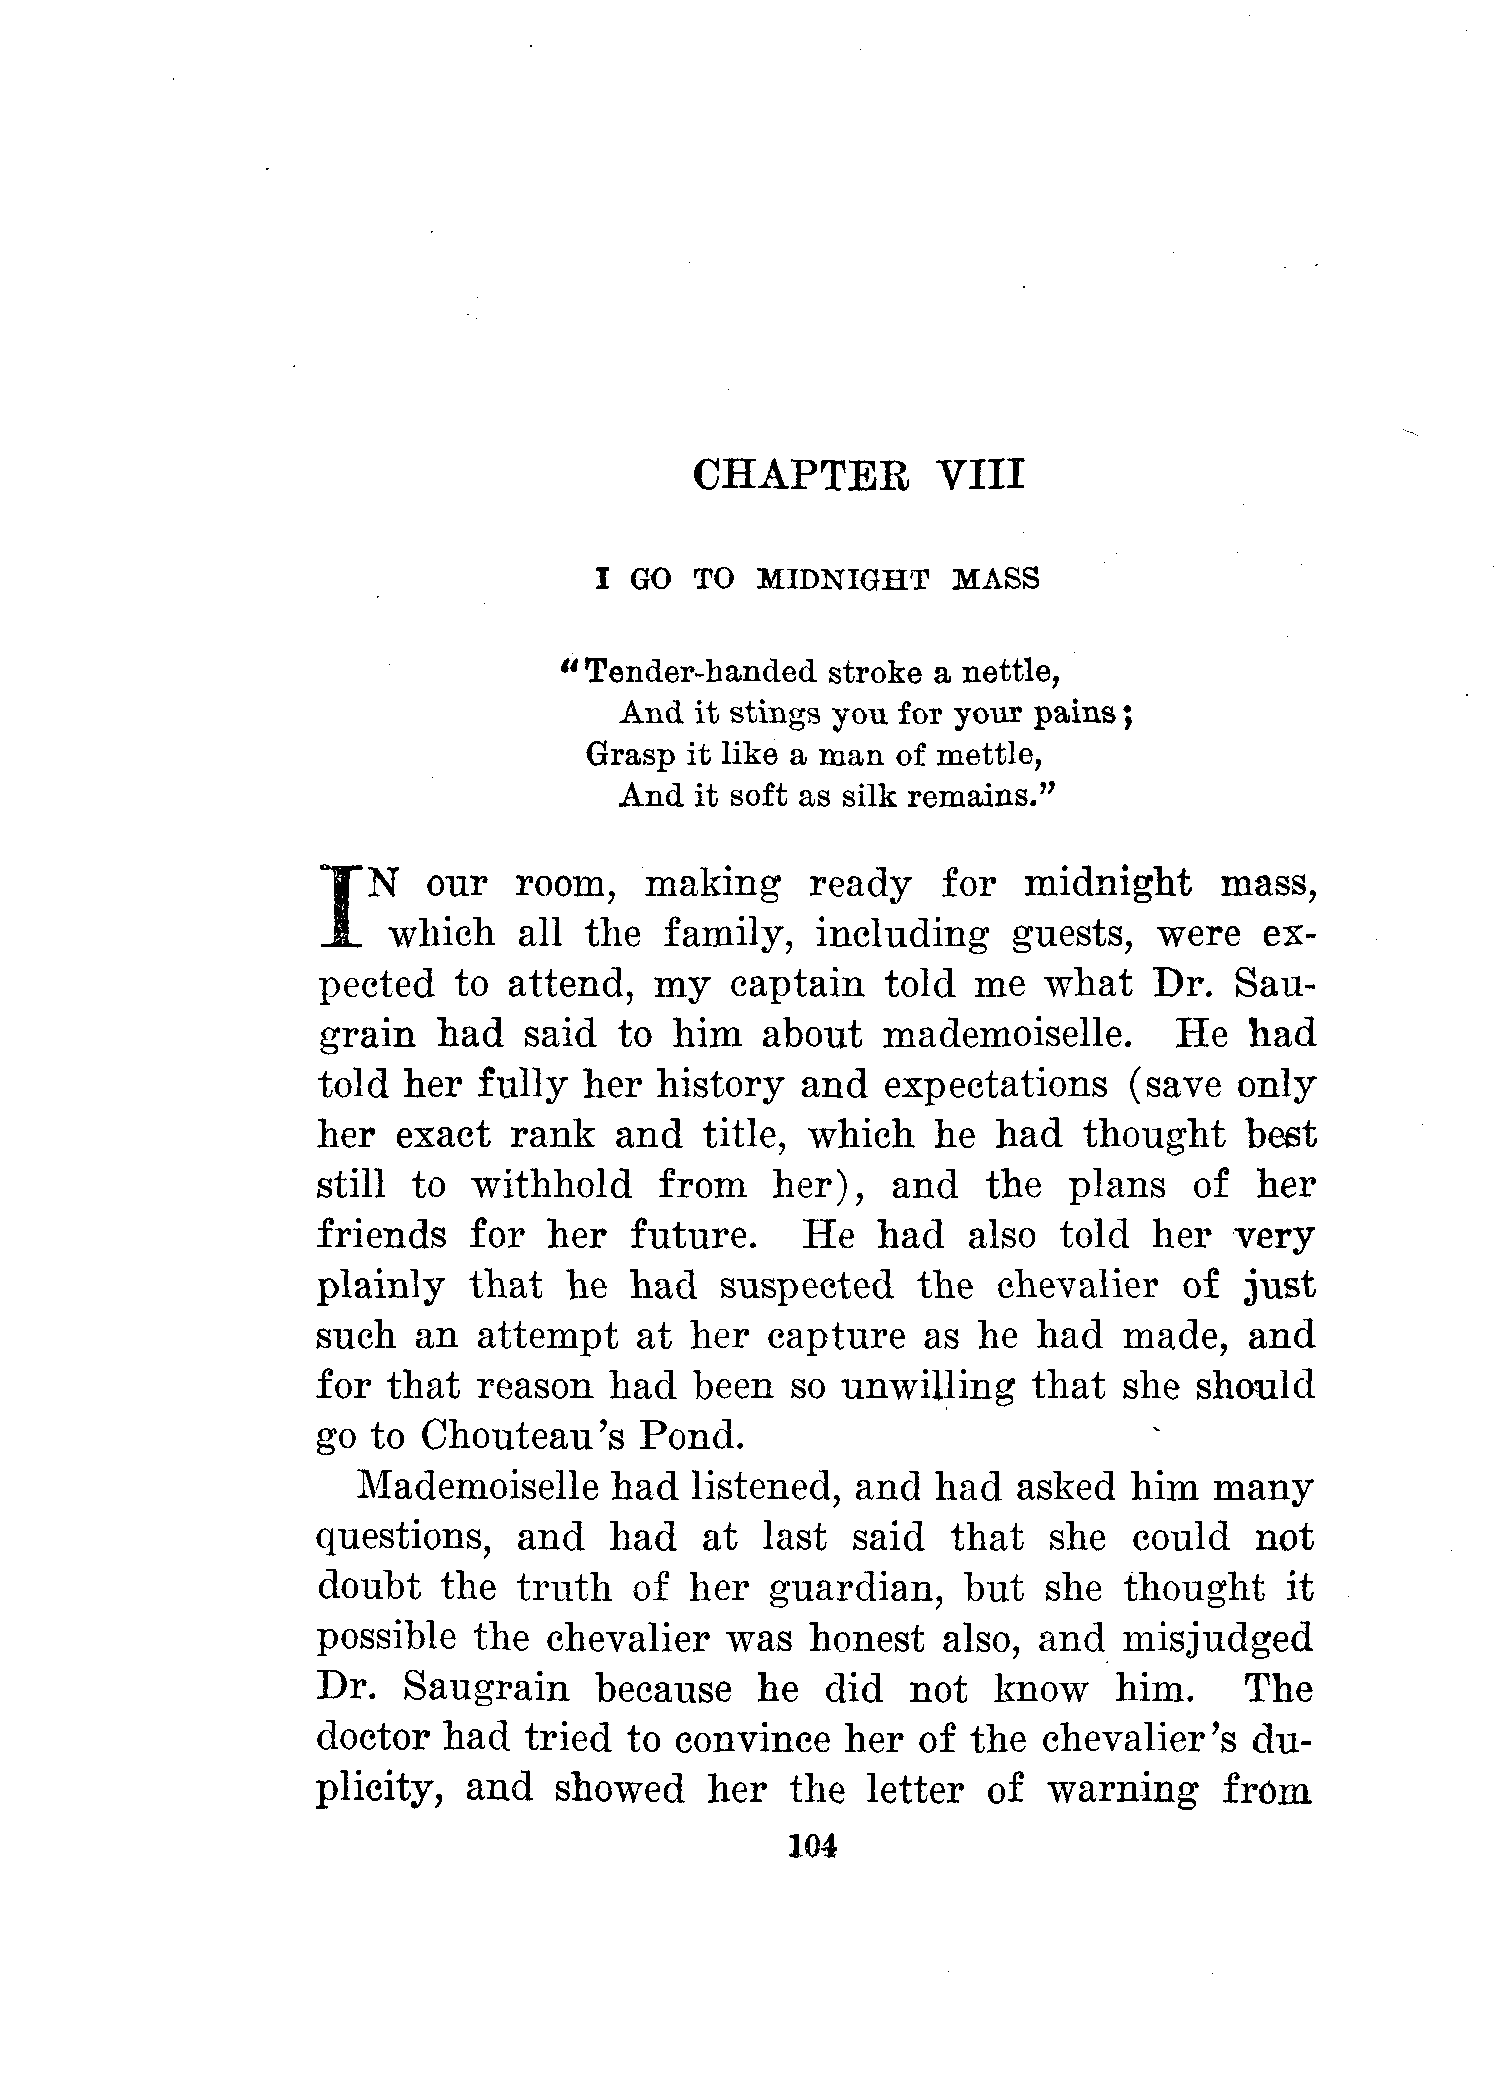 CHAPTER VIII
I GO TO MIDNIGHT MASS
"Tender-handed stroke a nettle,
And it stings you for your pains;
Grasp it like a man of mettle,
And it soft as silk remains."
IN our room, making ready for midnight mass,
which all the family, including guests, were ex-
pected to attend, my captain told me what Dr. Sau-
grain had said to him about mademoiselle. He had
told her fully her history and expectations (save only
her exact rank and title, which he had thought best
still to withhold from her), and the plans of her
friends for her future. He had also told her very
plainly that he had suspected the chevalier of just
such an attempt at her capture as he had made, and
for that reason had been so unwilling that she should
go to Chouteau's Pond.
Mademoiselle had listened, and had asked him many
questions, and had at last said that she could not
doubt the truth of her guardian, but she thought it
possible the chevalier was honest also, and misjudged
Dr. Saugrain because he did not know him. The
doctor had tried to convince her of the chevalier's du-
plicity, and showed her the letter of warning from
104